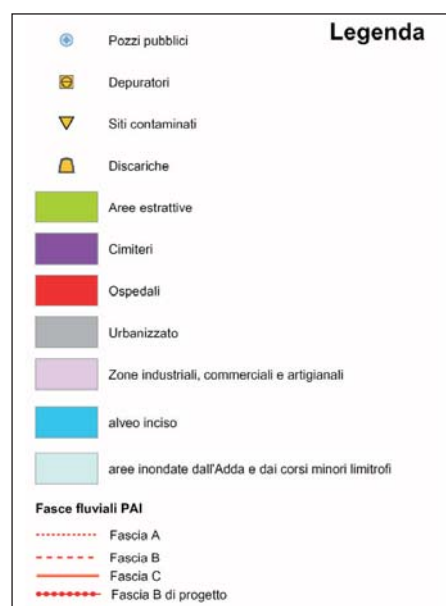 Legenda
Pozzi pubblici
Depuratori
Siti contaminati
Discariche
Aree estrattive
Cimiteri
Ospedali
Urbanizzato
Zone industriali, commerciali e artigianali
alveo inciso
aree inondate dall'Adda e dai corsi minori limitrofi
Fasce fluviali PAI
Fascia A
Fascia B
Fascia C
Fascia B di progetto